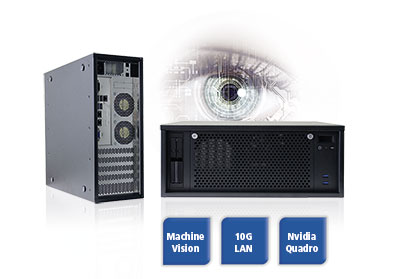 Machine
Vision
10G
LAN
Nvidia
Quadro